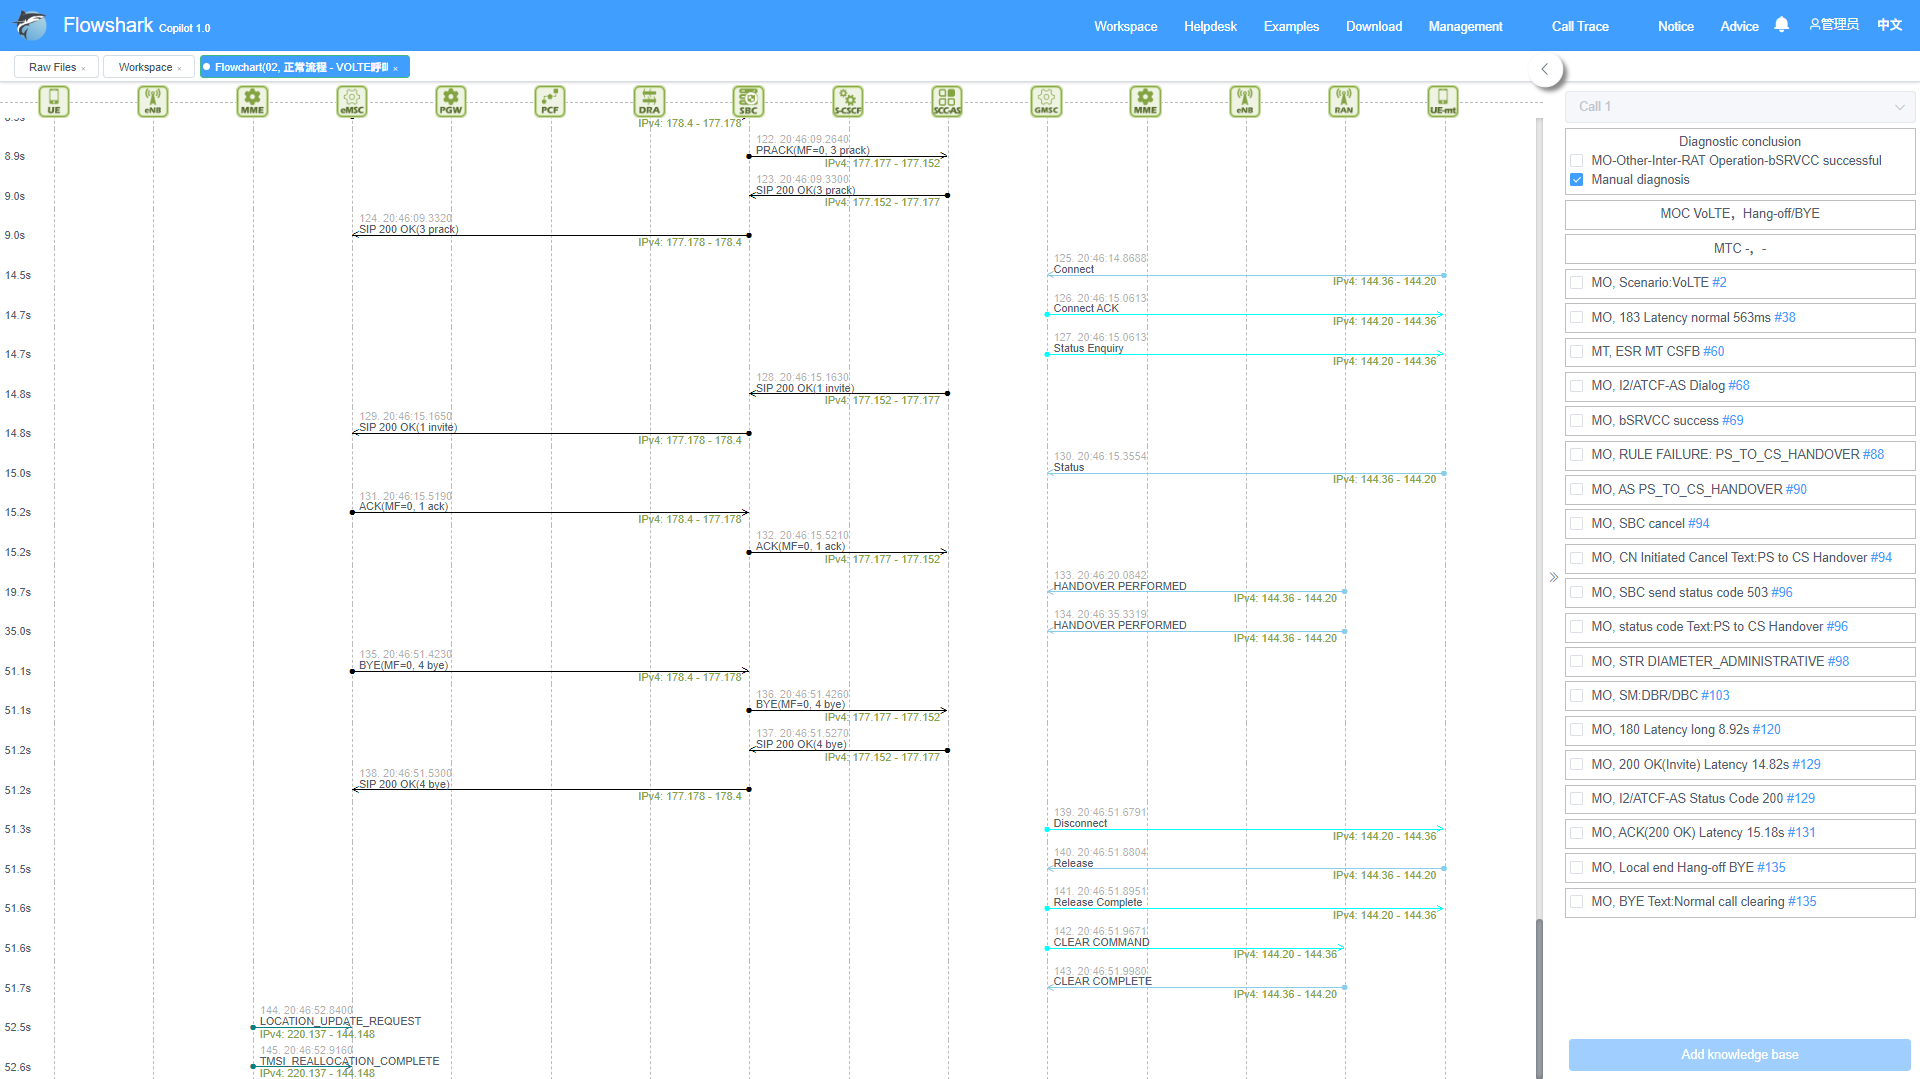 Flowshark Copilot 1.0
Workspace Helpdesk Examples Download Management Call Trace Notice Advice 管理员 中文
Raw Files × Workspace × Flowchart(02, 正常流程 - VOLTE呼叫 ×
UE eNB MME eMSC PGW PCF DRA SBC S-CSCF SCC-AS GMSC MME eNB RAN UE-mt
IPv4: 178.4 - 177.178
8.9s
122. 20:46:09.2640
PRACK(MF=0, 3 prack)
IPv4: 177.177 - 177.152
9.0s
123. 20:46:09.3300
SIP 200 OK(3 prack)
IPv4: 177.152 - 177.177
9.0s
124. 20:46:09.3320
SIP 200 OK(3 prack)
IPv4: 177.178 - 178.4
14.5s
125. 20:46:14.8688
Connect
IPv4: 144.36 - 144.20
14.7s
126. 20:46:15.0613
Connect ACK
IPv4: 144.20 - 144.36
14.7s
127. 20:46:15.0613
Status Enquiry
IPv4: 144.20 - 144.36
14.8s
128. 20:46:15.1630
SIP 200 OK(1 invite)
IPv4: 177.152 - 177.177
14.8s
129. 20:46:15.1650
SIP 200 OK(1 invite)
IPv4: 177.178 - 178.4
15.0s
130. 20:46:15.3554
Status
IPv4: 144.36 - 144.20
15.2s
131. 20:46:15.5190
ACK(MF=0, 1 ack)
IPv4: 178.4 - 177.178
15.2s
132. 20:46:15.5210
ACK(MF=0, 1 ack)
IPv4: 177.177 - 177.152
19.7s
133. 20:46:20.0842
HANDOVER PERFORMED
IPv4: 144.36 - 144.20
35.0s
134. 20:46:35.3319
HANDOVER PERFORMED
IPv4: 144.36 - 144.20
51.1s
135. 20:46:51.4230
BYE(MF=0, 4 bye)
IPv4: 178.4 - 177.178
51.1s
136. 20:46:51.4260
BYE(MF=0, 4 bye)
IPv4: 177.177 - 177.152
51.2s
137. 20:46:51.5270
SIP 200 OK(4 bye)
IPv4: 177.152 - 177.177
51.2s
138. 20:46:51.5300
SIP 200 OK(4 bye)
IPv4: 177.178 - 178.4
51.3s
139. 20:46:51.6791
Disconnect
IPv4: 144.20 - 144.36
51.5s
140. 20:46:51.8804
Release
IPv4: 144.36 - 144.20
51.6s
141. 20:46:51.8951
Release Complete
IPv4: 144.20 - 144.36
51.6s
142. 20:46:51.9671
CLEAR COMMAND
IPv4: 144.20 - 144.36
51.7s
143. 20:46:51.9980
CLEAR COMPLETE
IPv4: 144.36 - 144.20
52.5s
144. 20:46:52.8400
LOCATION_UPDATE_REQUEST
IPv4: 220.137 - 144.148
52.6s
145. 20:46:52.9160
TMSI_REALLOCATION_COMPLETE
IPv4: 220.137 - 144.148
Call 1
Diagnostic conclusion
MO-Other-Inter-RAT Operation-bSRVCC successful
Manual diagnosis
MOC VoLTE，Hang-off/BYE
MTC -，-
MO, Scenario:VoLTE #2
MO, 183 Latency normal 563ms #38
MT, ESR MT CSFB #60
MO, I2/ATCF-AS Dialog #68
MO, bSRVCC success #69
MO, RULE FAILURE: PS_TO_CS_HANDOVER #88
MO, AS PS_TO_CS_HANDOVER #90
MO, SBC cancel #94
MO, CN Initiated Cancel Text:PS to CS Handover #94
MO, SBC send status code 503 #96
MO, status code Text:PS to CS Handover #96
MO, STR DIAMETER_ADMINISTRATIVE #98
MO, SM:DBR/DBC #103
MO, 180 Latency long 8.92s #120
MO, 200 OK(Invite) Latency 14.82s #129
MO, I2/ATCF-AS Status Code 200 #129
MO, ACK(200 OK) Latency 15.18s #131
MO, Local end Hang-off BYE #135
MO, BYE Text:Normal call clearing #135
Add knowledge base